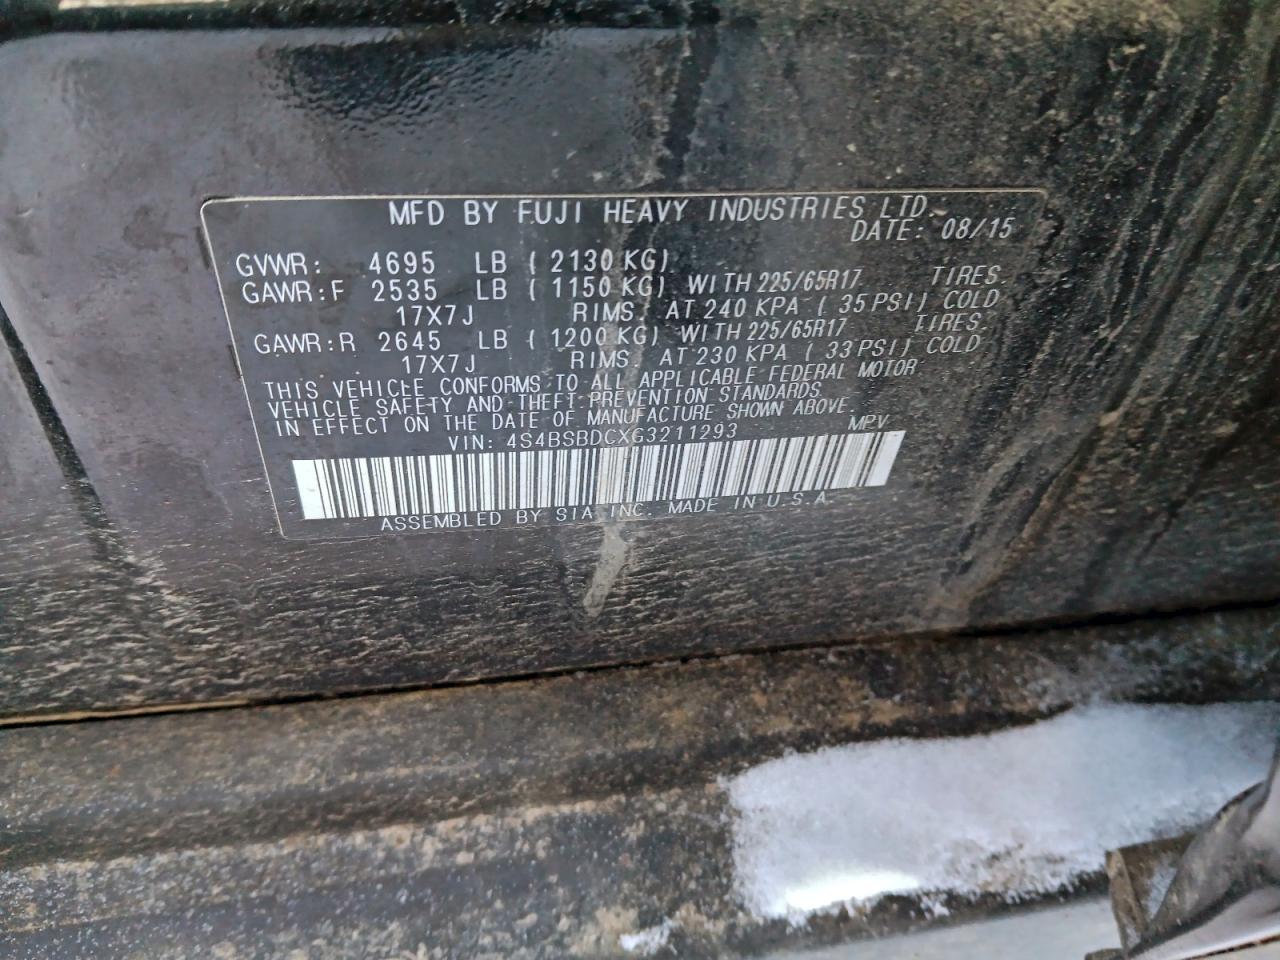 MFD BY FUJI HEAVY INDUSTRIES LTD.
DATE: 08/15
GVWR: 4695 LB ( 2130 KG)
GAWR:F 2535 LB ( 1150 KG) WITH 225/65R17 TIRES.
17X7J RIMS. AT 240 KPA ( 35 PSI) COLD
GAWR:R 2645 LB ( 1200 KG) WITH 225/65R17 TIRES.
17X7J RIMS. AT 230 KPA ( 33 PSI) COLD
THIS VEHICLE CONFORMS TO ALL APPLICABLE FEDERAL MOTOR
VEHICLE SAFETY AND THEFT PREVENTION STANDARDS
IN EFFECT ON THE DATE OF MANUFACTURE SHOWN ABOVE.
VIN: 4S4BSBDCXG3211293 MPV
ASSEMBLED BY SIA INC. MADE IN U.S.A